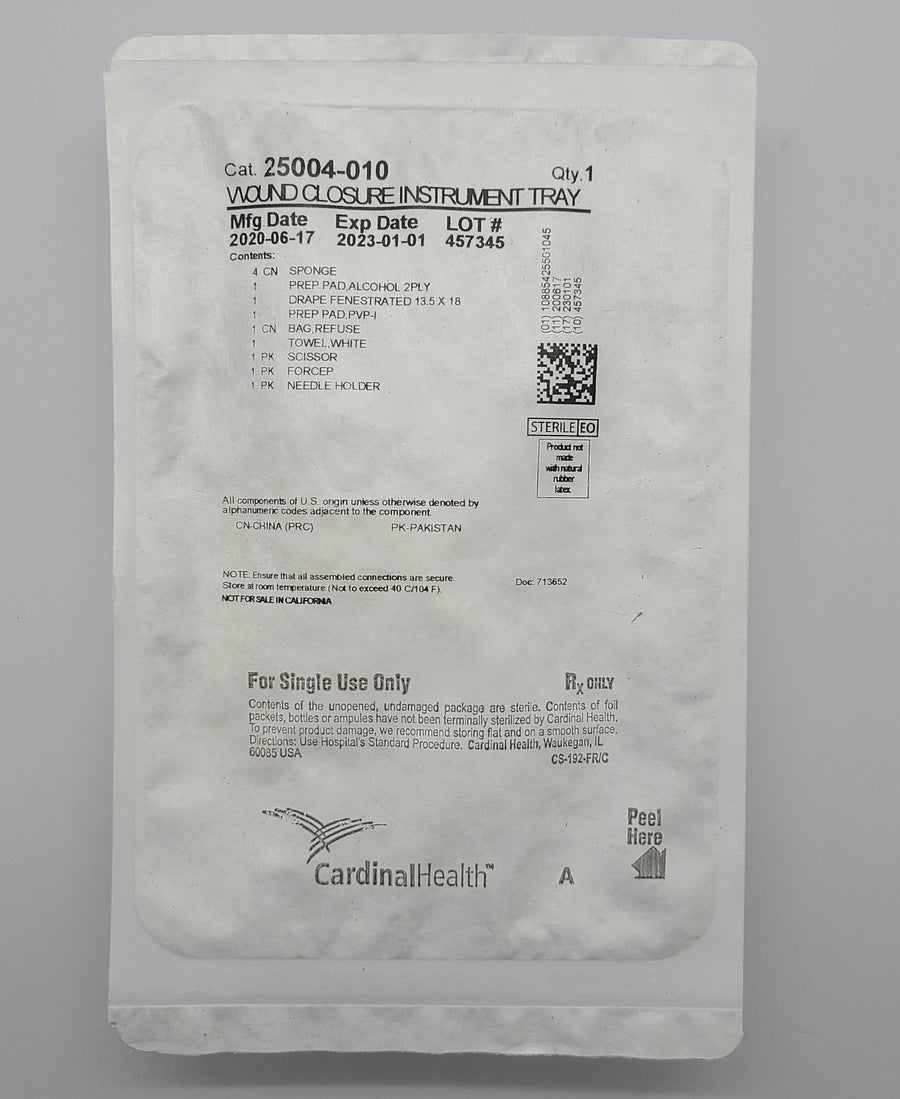 Cat. 25004-010 Qty.1
WOUND CLOSURE INSTRUMENT TRAY
Mfg Date Exp Date LOT #
2020-06-17 2023-01-01 457345
Contents:
4 CN SPONGE
1 PREP PAD,ALCOHOL 2PLY
1 DRAPE FENESTRATED 13.5 X 18
1 PREP PAD,PVP-I
1 CN BAG,REFUSE
1 TOWEL,WHITE
1 PK SCISSOR
1 PK FORCEP
1 PK NEEDLE HOLDER
(01) 10885425501045
(11) 200617
(17) 230101
(10) 457345
STERILE EO
Product not
made
with natural
rubber
latex.
All components of U.S. origin unless otherwise denoted by
alphanumeric codes adjacent to the component.
CN-CHINA (PRC) PK-PAKISTAN
NOTE: Ensure that all assembled connections are secure.
Store at room temperature (Not to exceed 40 C/104 F).
NOT FOR SALE IN CALIFORNIA
Doc: 713652
For Single Use Only Rx ONLY
Contents of the unopened, undamaged package are sterile. Contents of foil
packets, bottles or ampules have not been terminally sterilized by Cardinal Health.
To prevent product damage, we recommend storing flat and on a smooth surface.
Directions: Use Hospital's Standard Procedure. Cardinal Health, Waukegan, IL
60085 USA CS-192-FR/C
Peel
Here
CardinalHealth™ A